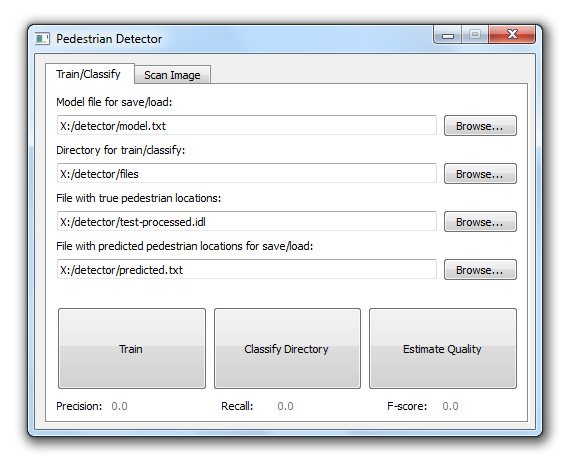 Pedestrian Detector
Train/Classify Scan Image
Model file for save/load:
X:/detector/model.txt Browse...
Directory for train/classify:
X:/detector/files Browse...
File with true pedestrian locations:
X:/detector/test-processed.idl Browse...
File with predicted pedestrian locations for save/load:
X:/detector/predicted.txt Browse...
Train Classify Directory Estimate Quality
Precision: 0.0 Recall: 0.0 F-score: 0.0